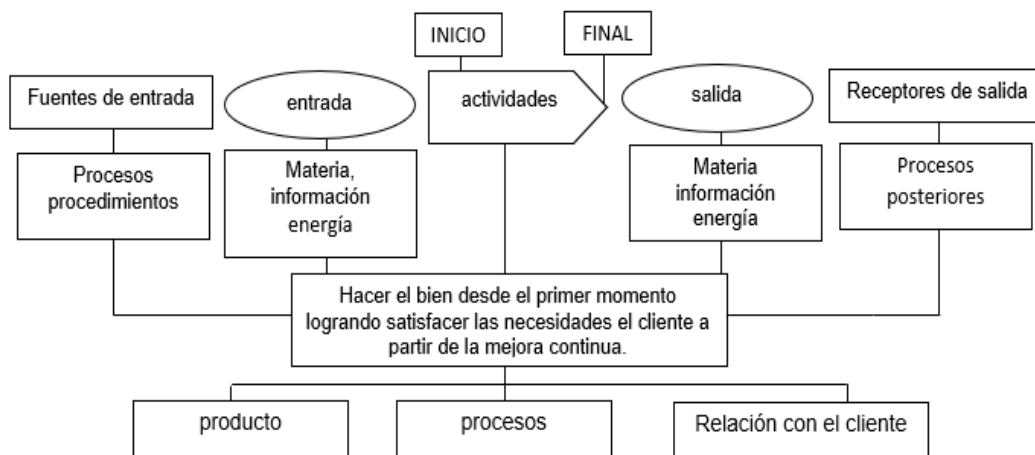 INICIO
FINAL
Fuentes de entrada
entrada
actividades
salida
Receptores de salida
Procesos
procedimientos
Materia,
información
energía
Materia
información
energía
Procesos
posteriores
Hacer el bien desde el primer momento
logrando satisfacer las necesidades el cliente a
partir de la mejora continua.
producto
procesos
Relación con el cliente